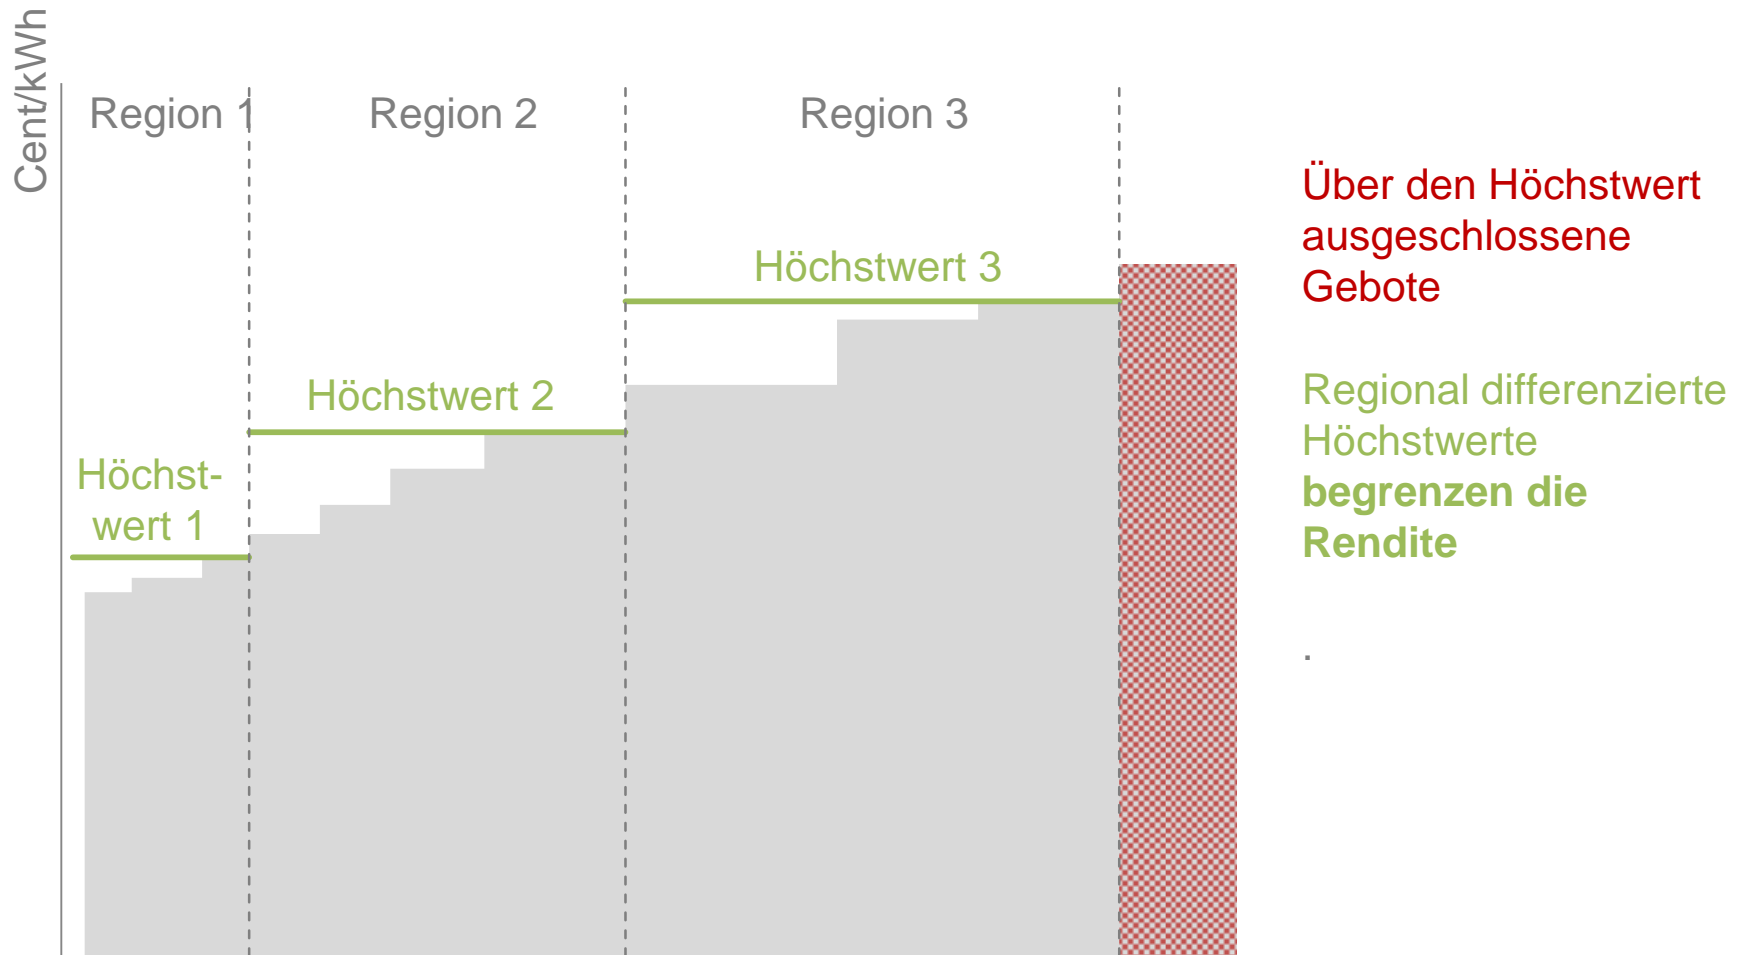 Cent/kWh
Region 1
Region 2
Region 3
Über den Höchstwert
ausgeschlossene
Gebote
Höchstwert 3
Regional differenzierte
Höchstwerte
begrenzen die
Rendite
Höchstwert 2
Höchst-
wert 1
.